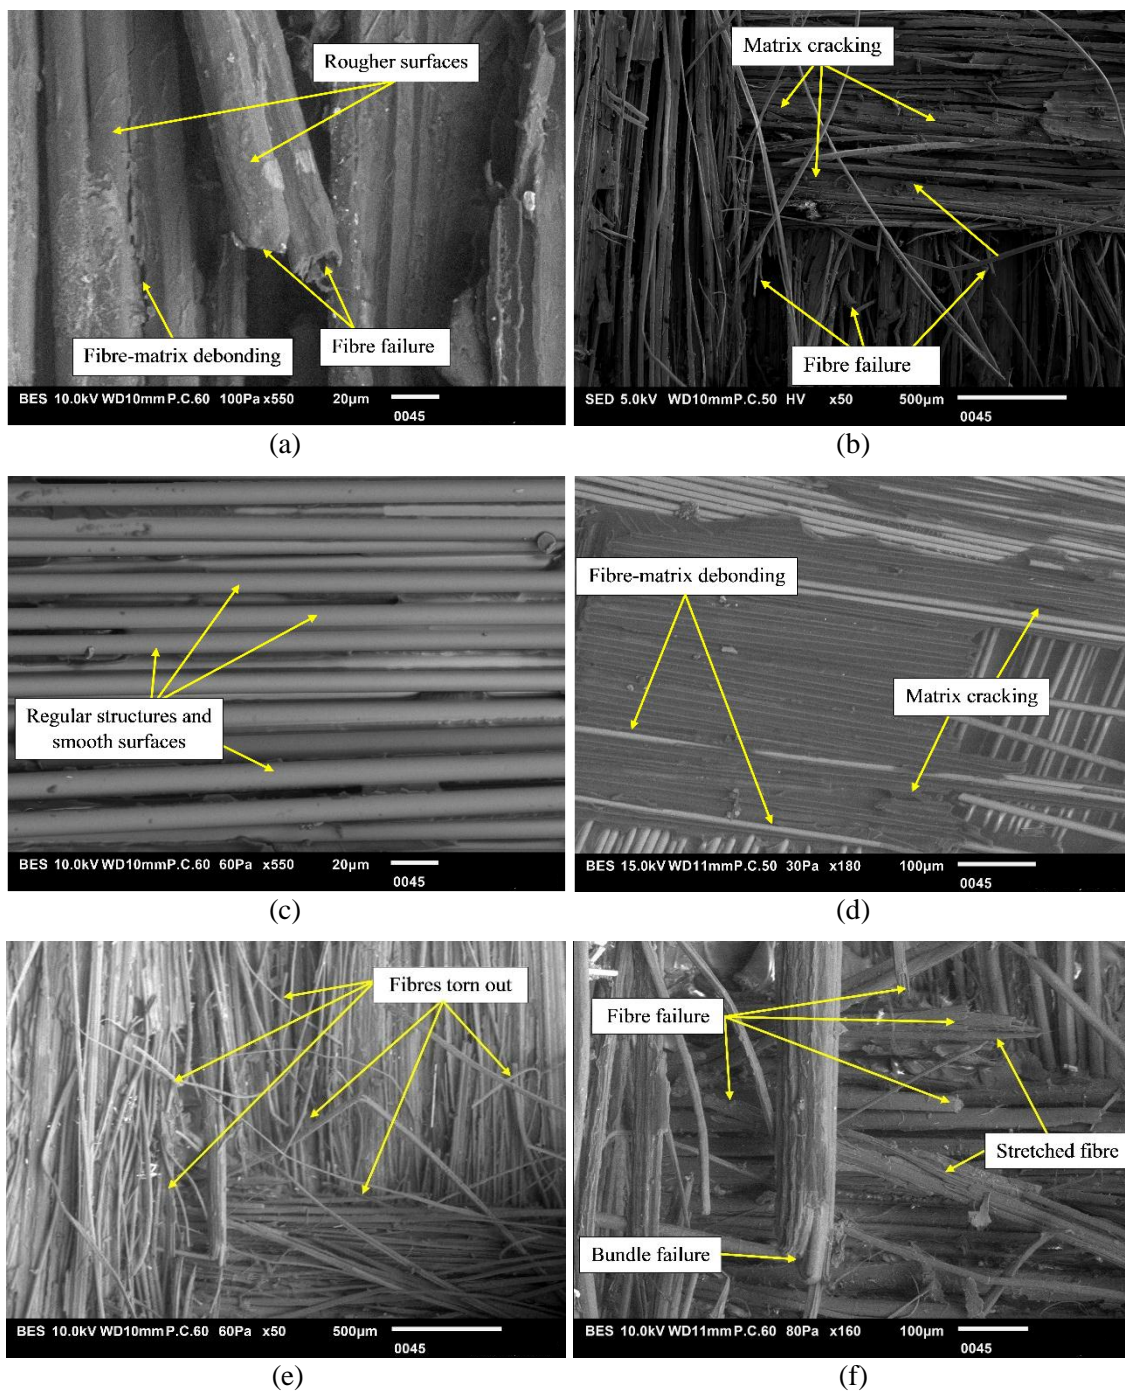 Rougher surfaces
Fibre-matrix debonding
Fibre failure
BES 10.0kV WD10mmP.C.60 100Pa x550 20µm
0045
(a)
Matrix cracking
Fibre failure
SED 5.0kV WD10mmP.C.50 HV x50 500µm
0045
(b)
Regular structures and
smooth surfaces
BES 10.0kV WD10mmP.C.60 60Pa x550 20µm
0045
(c)
Fibre-matrix debonding
Matrix cracking
BES 15.0kV WD11mmP.C.50 30Pa x180 100µm
0045
(d)
Fibres torn out
BES 10.0kV WD10mmP.C.60 60Pa x50 500µm
0045
(e)
Fibre failure
Stretched fibre
Bundle failure
BES 10.0kV WD11mmP.C.60 80Pa x160 100µm
0045
(f)